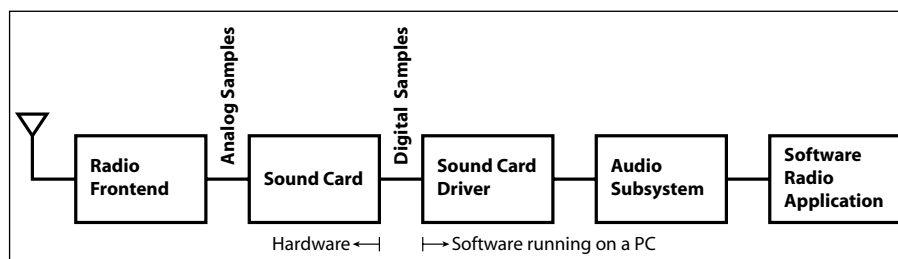 Analog Samples
Digital Samples
Radio
Frontend
Sound Card
Sound Card
Driver
Audio
Subsystem
Software
Radio
Application
Hardware
Software running on a PC